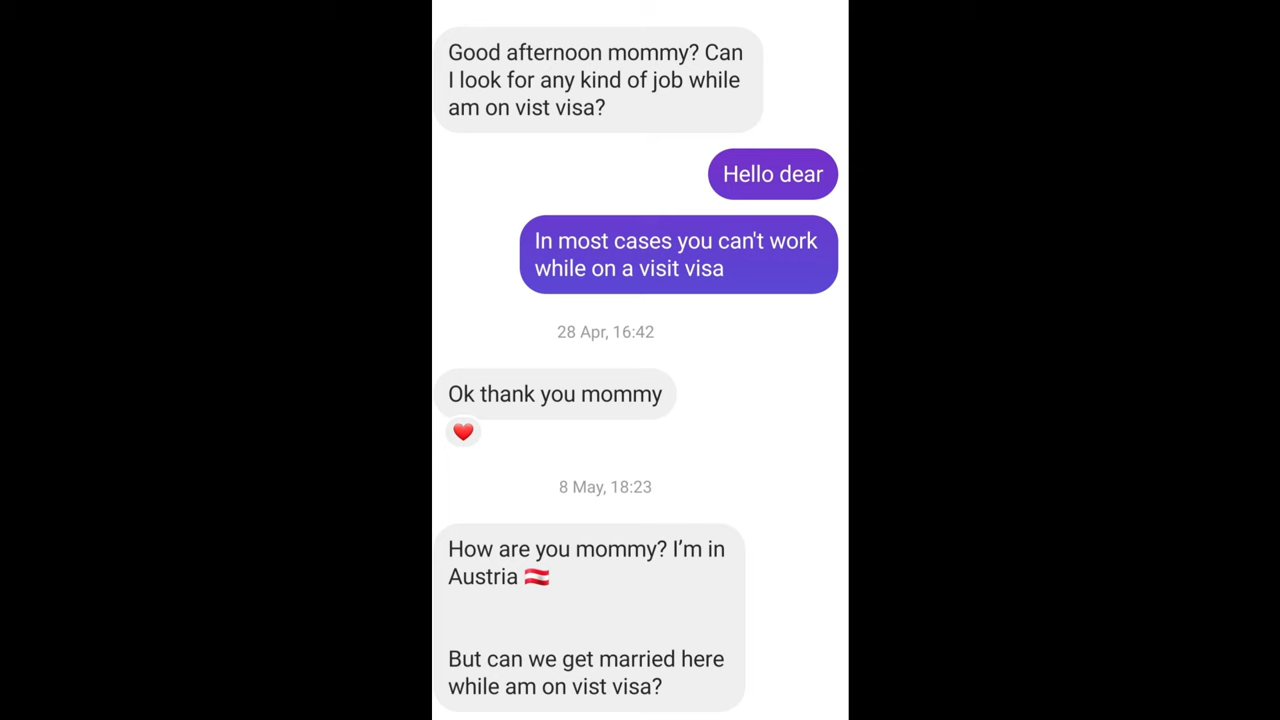 Good afternoon mommy? Can
I look for any kind of job while
am on vist visa?
Hello dear
In most cases you can't work
while on a visit visa
28 Apr, 16:42
Ok thank you mommy
❤️
8 May, 18:23
How are you mommy? I’m in
Austria 🇦🇹
But can we get married here
while am on vist visa?